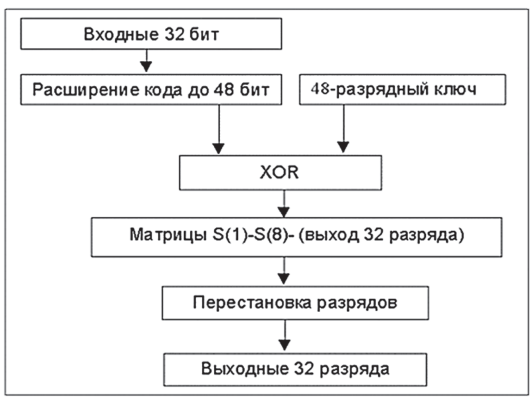 Входные 32 бит
Расширение кода до 48 бит
48-разрядный ключ
XOR
Матрицы S(1)-S(8)- (выход 32 разряда)
Перестановка разрядов
Выходные 32 разряда